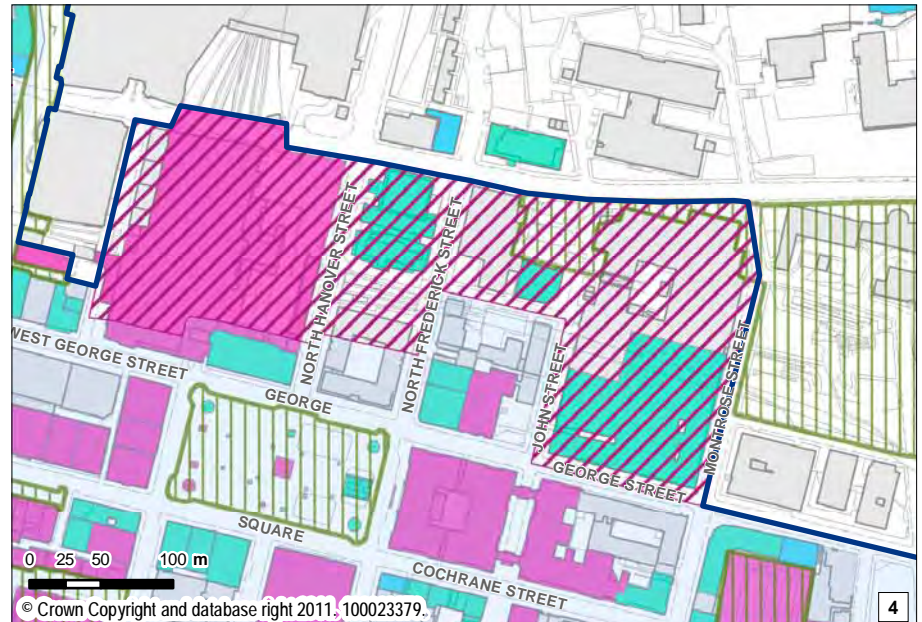 NORTH HANOVER STREET
NORTH FREDERICK STREET
WEST GEORGE STREET
GEORGE
JOHN STREET
MONTROSE STREET
GEORGE STREET
SQUARE
COCHRANE STREET
0 25 50 100 m
© Crown Copyright and database right 2011. 100023379.
4